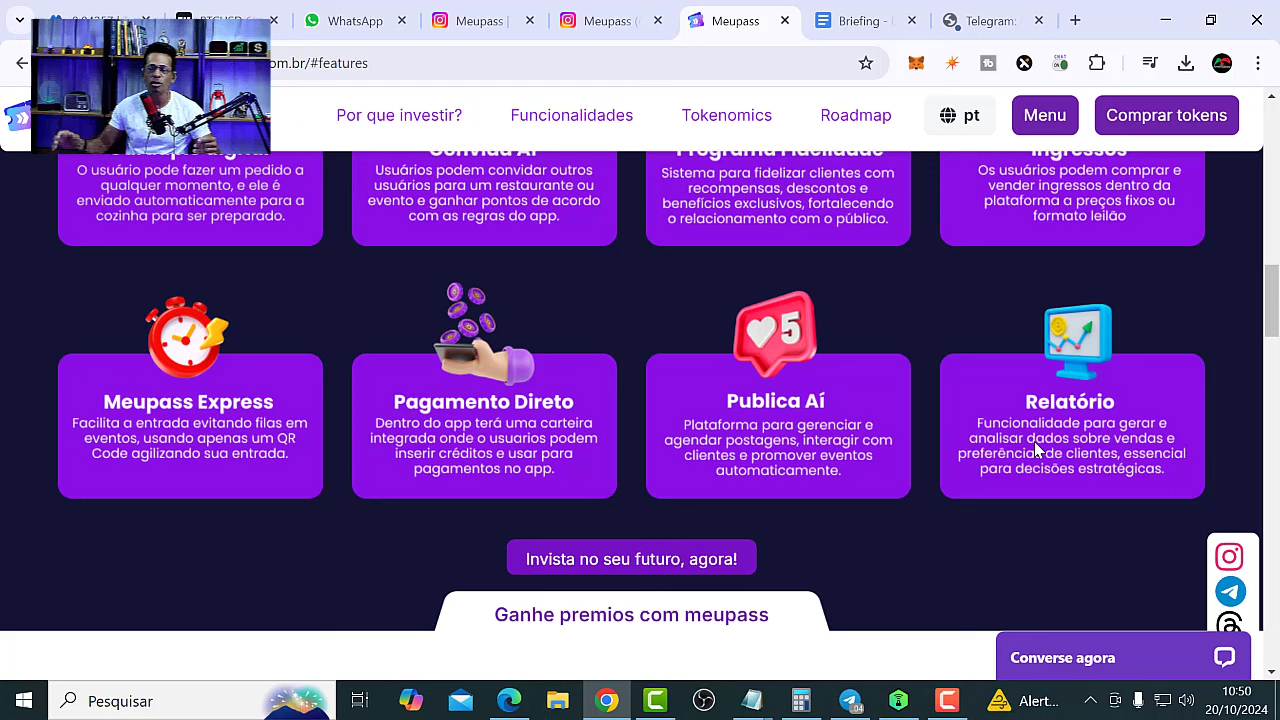 WhatsApp
Meupass |
Meupass (
Meupass
Briefing -
Telegram:
om.br/#features
Por que investir?
Funcionalidades
Tokenomics
Roadmap
pt
Menu
Comprar tokens
Programa Fidelidade
Ingressos
O usuário pode fazer um pedido a
qualquer momento, e ele é
enviado automaticamente para a
cozinha para ser preparado.
Usuários podem convidar outros
usuários para um restaurante ou
evento e ganhar pontos de acordo
com as regras do app.
Sistema para fidelizar clientes com
recompensas, descontos e
benefícios exclusivos, fortalecendo
o relacionamento com o público.
Os usuários podem comprar e
vender ingressos dentro da
plataforma a preços fixos ou
formato leilão
5
Meupass Express
Facilita a entrada evitando filas em
eventos, usando apenas um QR
Code agilizando sua entrada.
Pagamento Direto
Dentro do app terá uma carteira
integrada onde o usuarios podem
inserir créditos e usar para
pagamentos no app.
Publica Aí
Plataforma para gerenciar e
agendar postagens, interagir com
clientes e promover eventos
automaticamente.
Relatório
Funcionalidade para gerar e
analisar dados sobre vendas e
preferências de clientes, essencial
para decisões estratégicas.
Invista no seu futuro, agora!
Ganhe premios com meupass
Converse agora
Pesquisar
Alert...
10:50
20/10/2024